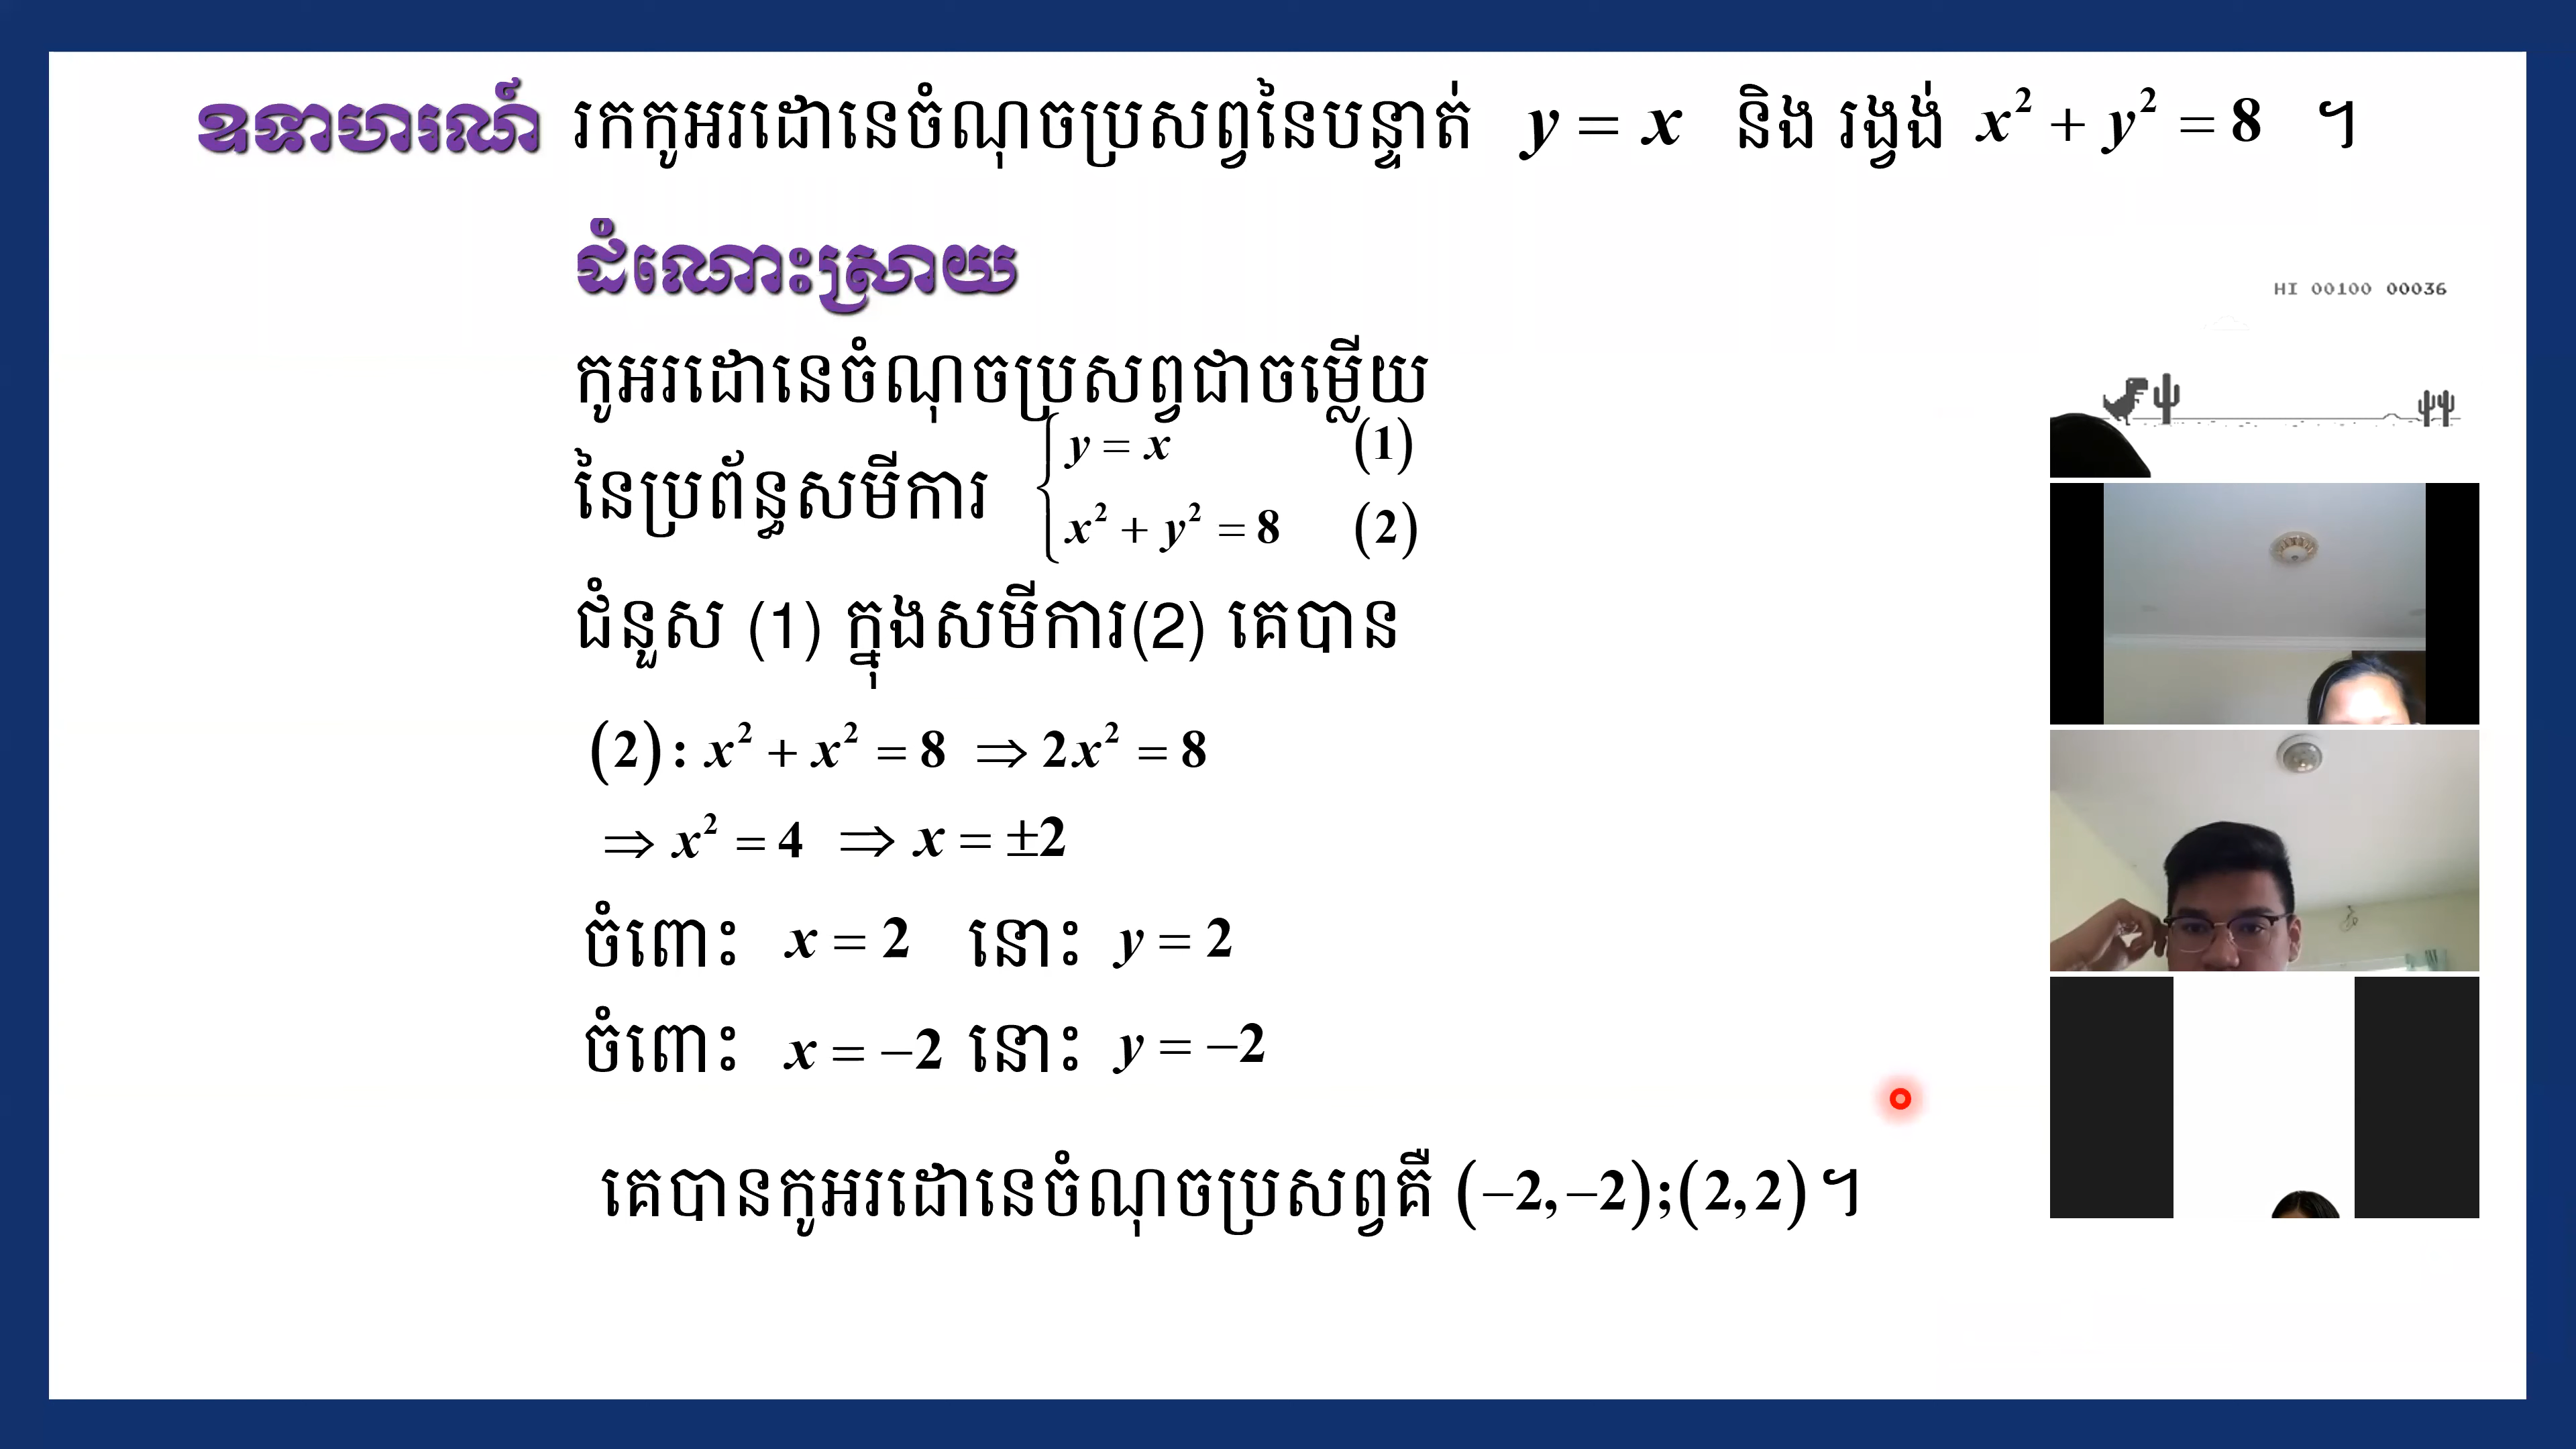 ឧទាហរណ៍ រកកូអរដោនេចំណុចប្រសព្វនៃបន្ទាត់ y = x និង រង្វង់ x² + y² = 8 ។
ដំណោះស្រាយ
HI 00100 00036
កូអរដោនេចំណុចប្រសព្វជាចម្លើយ
នៃប្រព័ន្ធសមីការ { y = x (1)
x² + y² = 8 (2)
ជំនួស (1) ក្នុងសមីការ(2) គេបាន
(2) : x² + x² = 8 ⇒ 2x² = 8
⇒ x² = 4 ⇒ x = ±2
ចំពោះ x = 2 នោះ y = 2
ចំពោះ x = −2 នោះ y = −2
គេបានកូអរដោនេចំណុចប្រសព្វគឺ (−2,−2);(2,2) ។